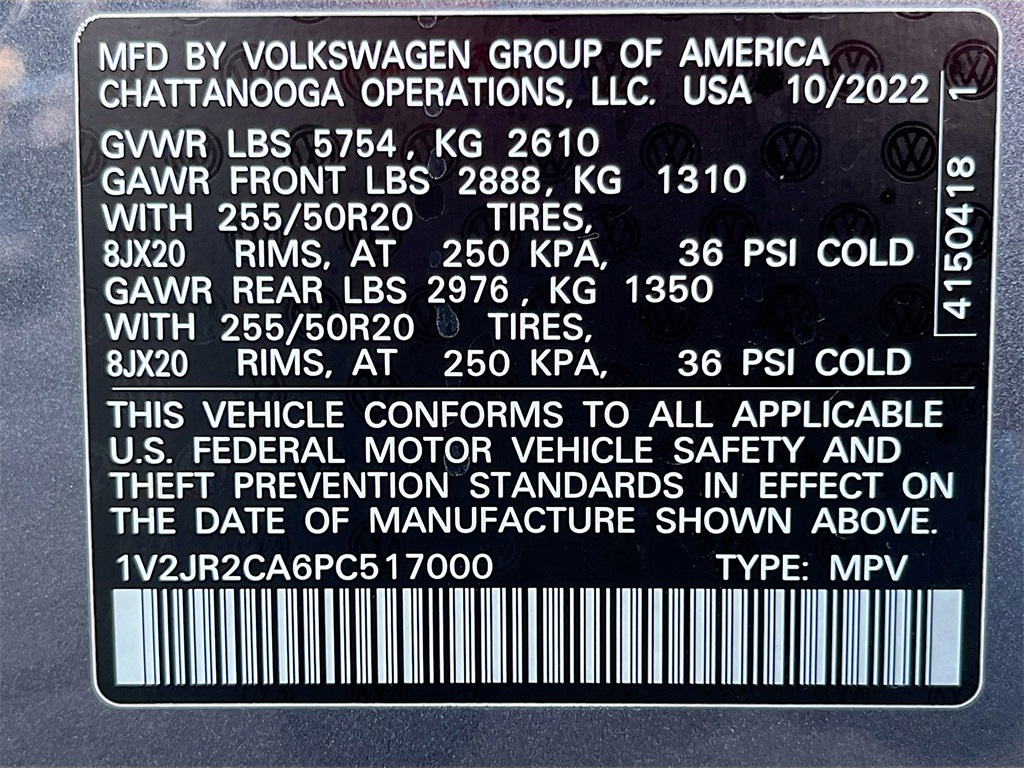 MFD BY VOLKSWAGEN GROUP OF AMERICA
CHATTANOOGA OPERATIONS, LLC. USA 10/2022
GVWR LBS 5754, KG 2610
GAWR FRONT LBS 2888, KG 1310
WITH 255/50R20 TIRES,
8JX20 RIMS, AT 250 KPA, 36 PSI COLD
GAWR REAR LBS 2976, KG 1350
WITH 255/50R20 TIRES,
8JX20 RIMS, AT 250 KPA, 36 PSI COLD
4150418 1
THIS VEHICLE CONFORMS TO ALL APPLICABLE
U.S. FEDERAL MOTOR VEHICLE SAFETY AND
THEFT PREVENTION STANDARDS IN EFFECT ON
THE DATE OF MANUFACTURE SHOWN ABOVE.
1V2JR2CA6PC517000 TYPE: MPV